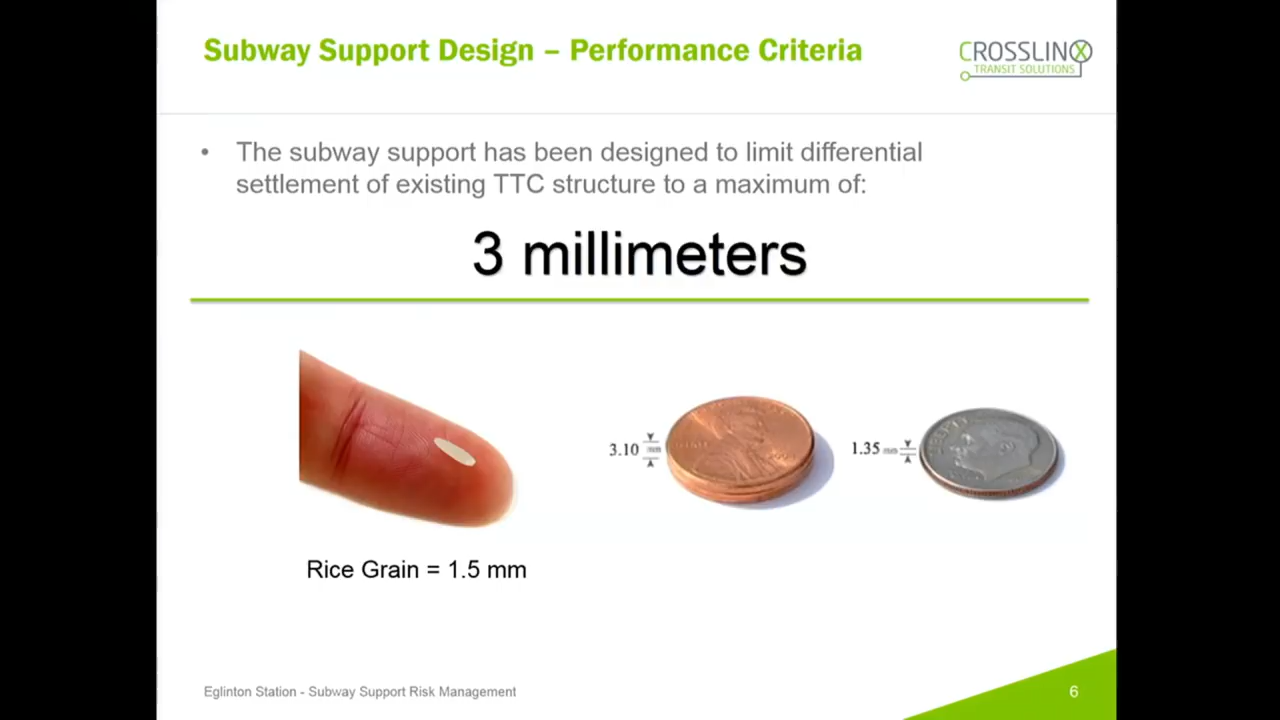 Subway Support Design – Performance Criteria
CROSSLINX
TRANSIT SOLUTIONS
• The subway support has been designed to limit differential
settlement of existing TTC structure to a maximum of:
3 millimeters
3.10 mm
1.35 mm
Rice Grain = 1.5 mm
Eglinton Station - Subway Support Risk Management
6